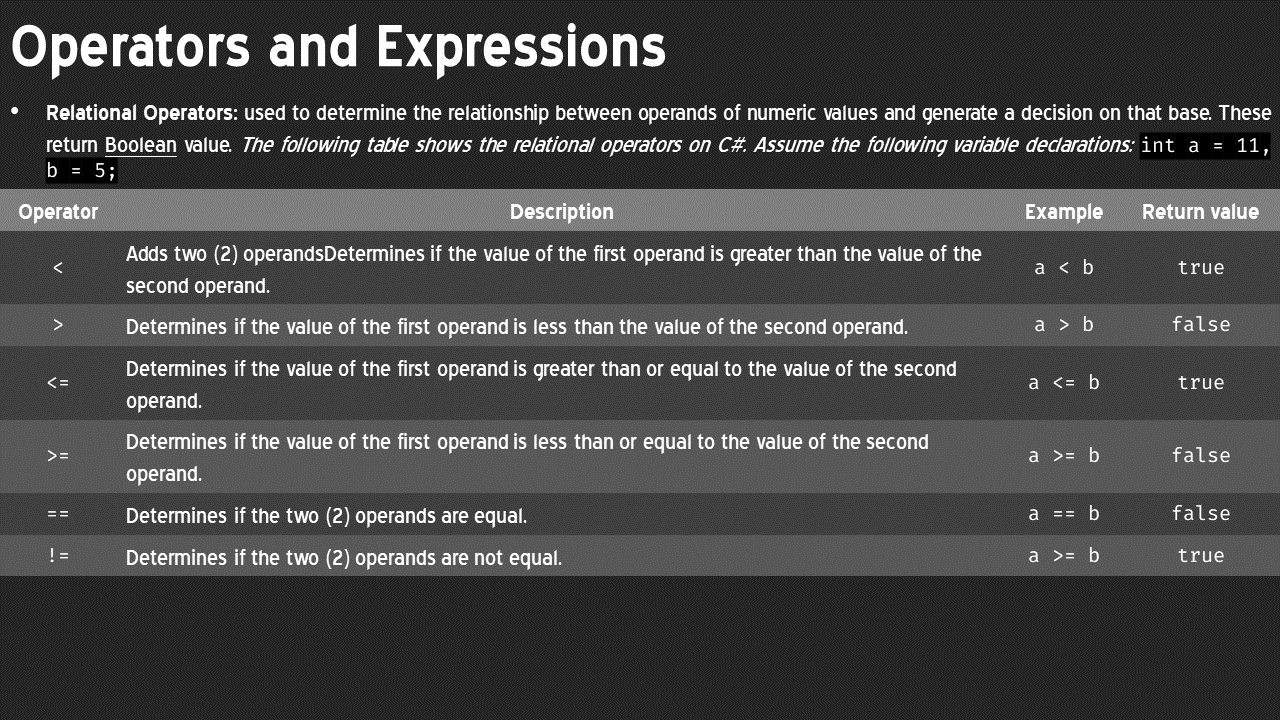 Operators and Expressions
• Relational Operators: used to determine the relationship between operands of numeric values and generate a decision on that base. These
return Boolean value. The following table shows the relational operators on C#. Assume the following variable declarations: int a = 11,
b = 5;
Operator Description Example Return value
< Adds two (2) operandsDetermines if the value of the first operand is greater than the value of the a < b true
second operand.
> Determines if the value of the first operand is less than the value of the second operand. a > b false
<= Determines if the value of the first operand is greater than or equal to the value of the second a <= b true
operand.
>= Determines if the value of the first operand is less than or equal to the value of the second a >= b false
operand.
== Determines if the two (2) operands are equal. a == b false
!= Determines if the two (2) operands are not equal. a >= b true